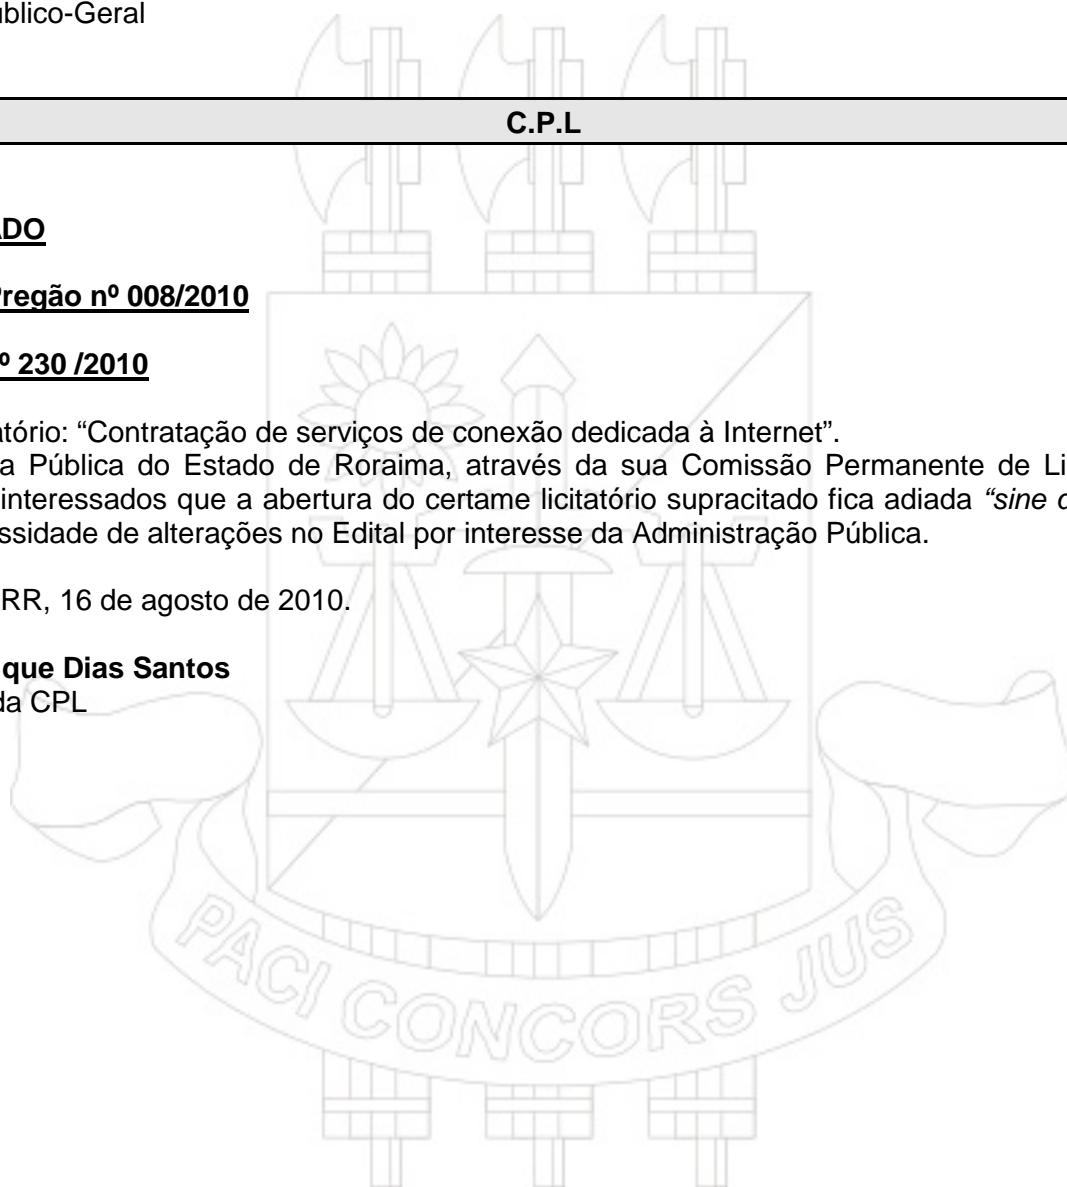 ublico-Geral
C.P.L
ADO
Pregão nº 008/2010
º 230 /2010
atório: “Contratação de serviços de conexão dedicada à Internet”.
a Pública do Estado de Roraima, através da sua Comissão Permanente de Li
interessados que a abertura do certame licitatório supracitado fica adiada “sine d
ssidade de alterações no Edital por interesse da Administração Pública.
RR, 16 de agosto de 2010.
que Dias Santos
da CPL
PACI CONCORS JUS